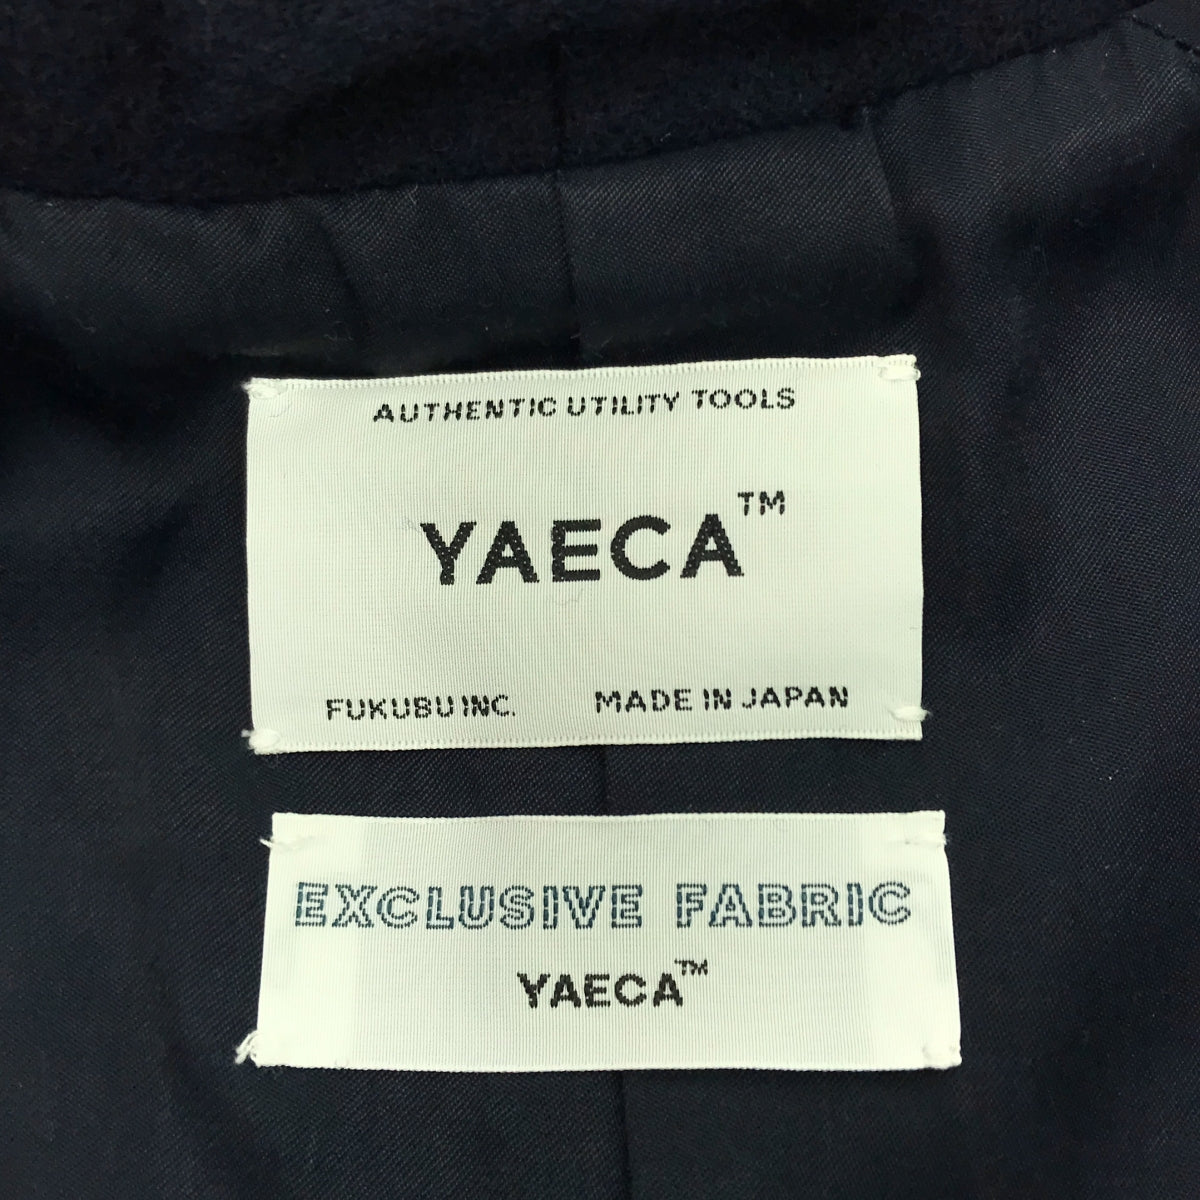 AUTHENTIC UTILITY TOOLS
YAECA™
FUKUBU INC. MADE IN JAPAN
EXCLUSIVE FABRIC
YAECA™